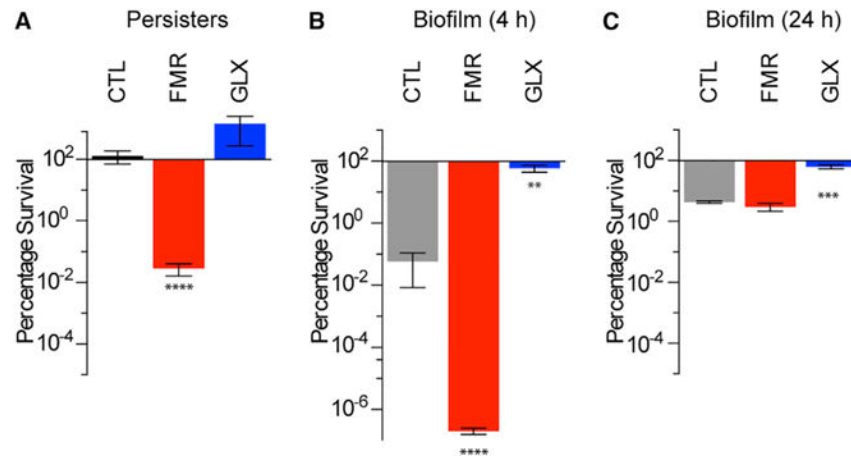 A Persisters
CTL FMR GLX
Percentage Survival
10^2
10^0
10^-2
10^-4
****
B Biofilm (4 h)
CTL FMR GLX
Percentage Survival
10^2
10^0
10^-2
10^-4
10^-6
**
****
C Biofilm (24 h)
CTL FMR GLX
Percentage Survival
10^2
10^0
10^-2
10^-4
***